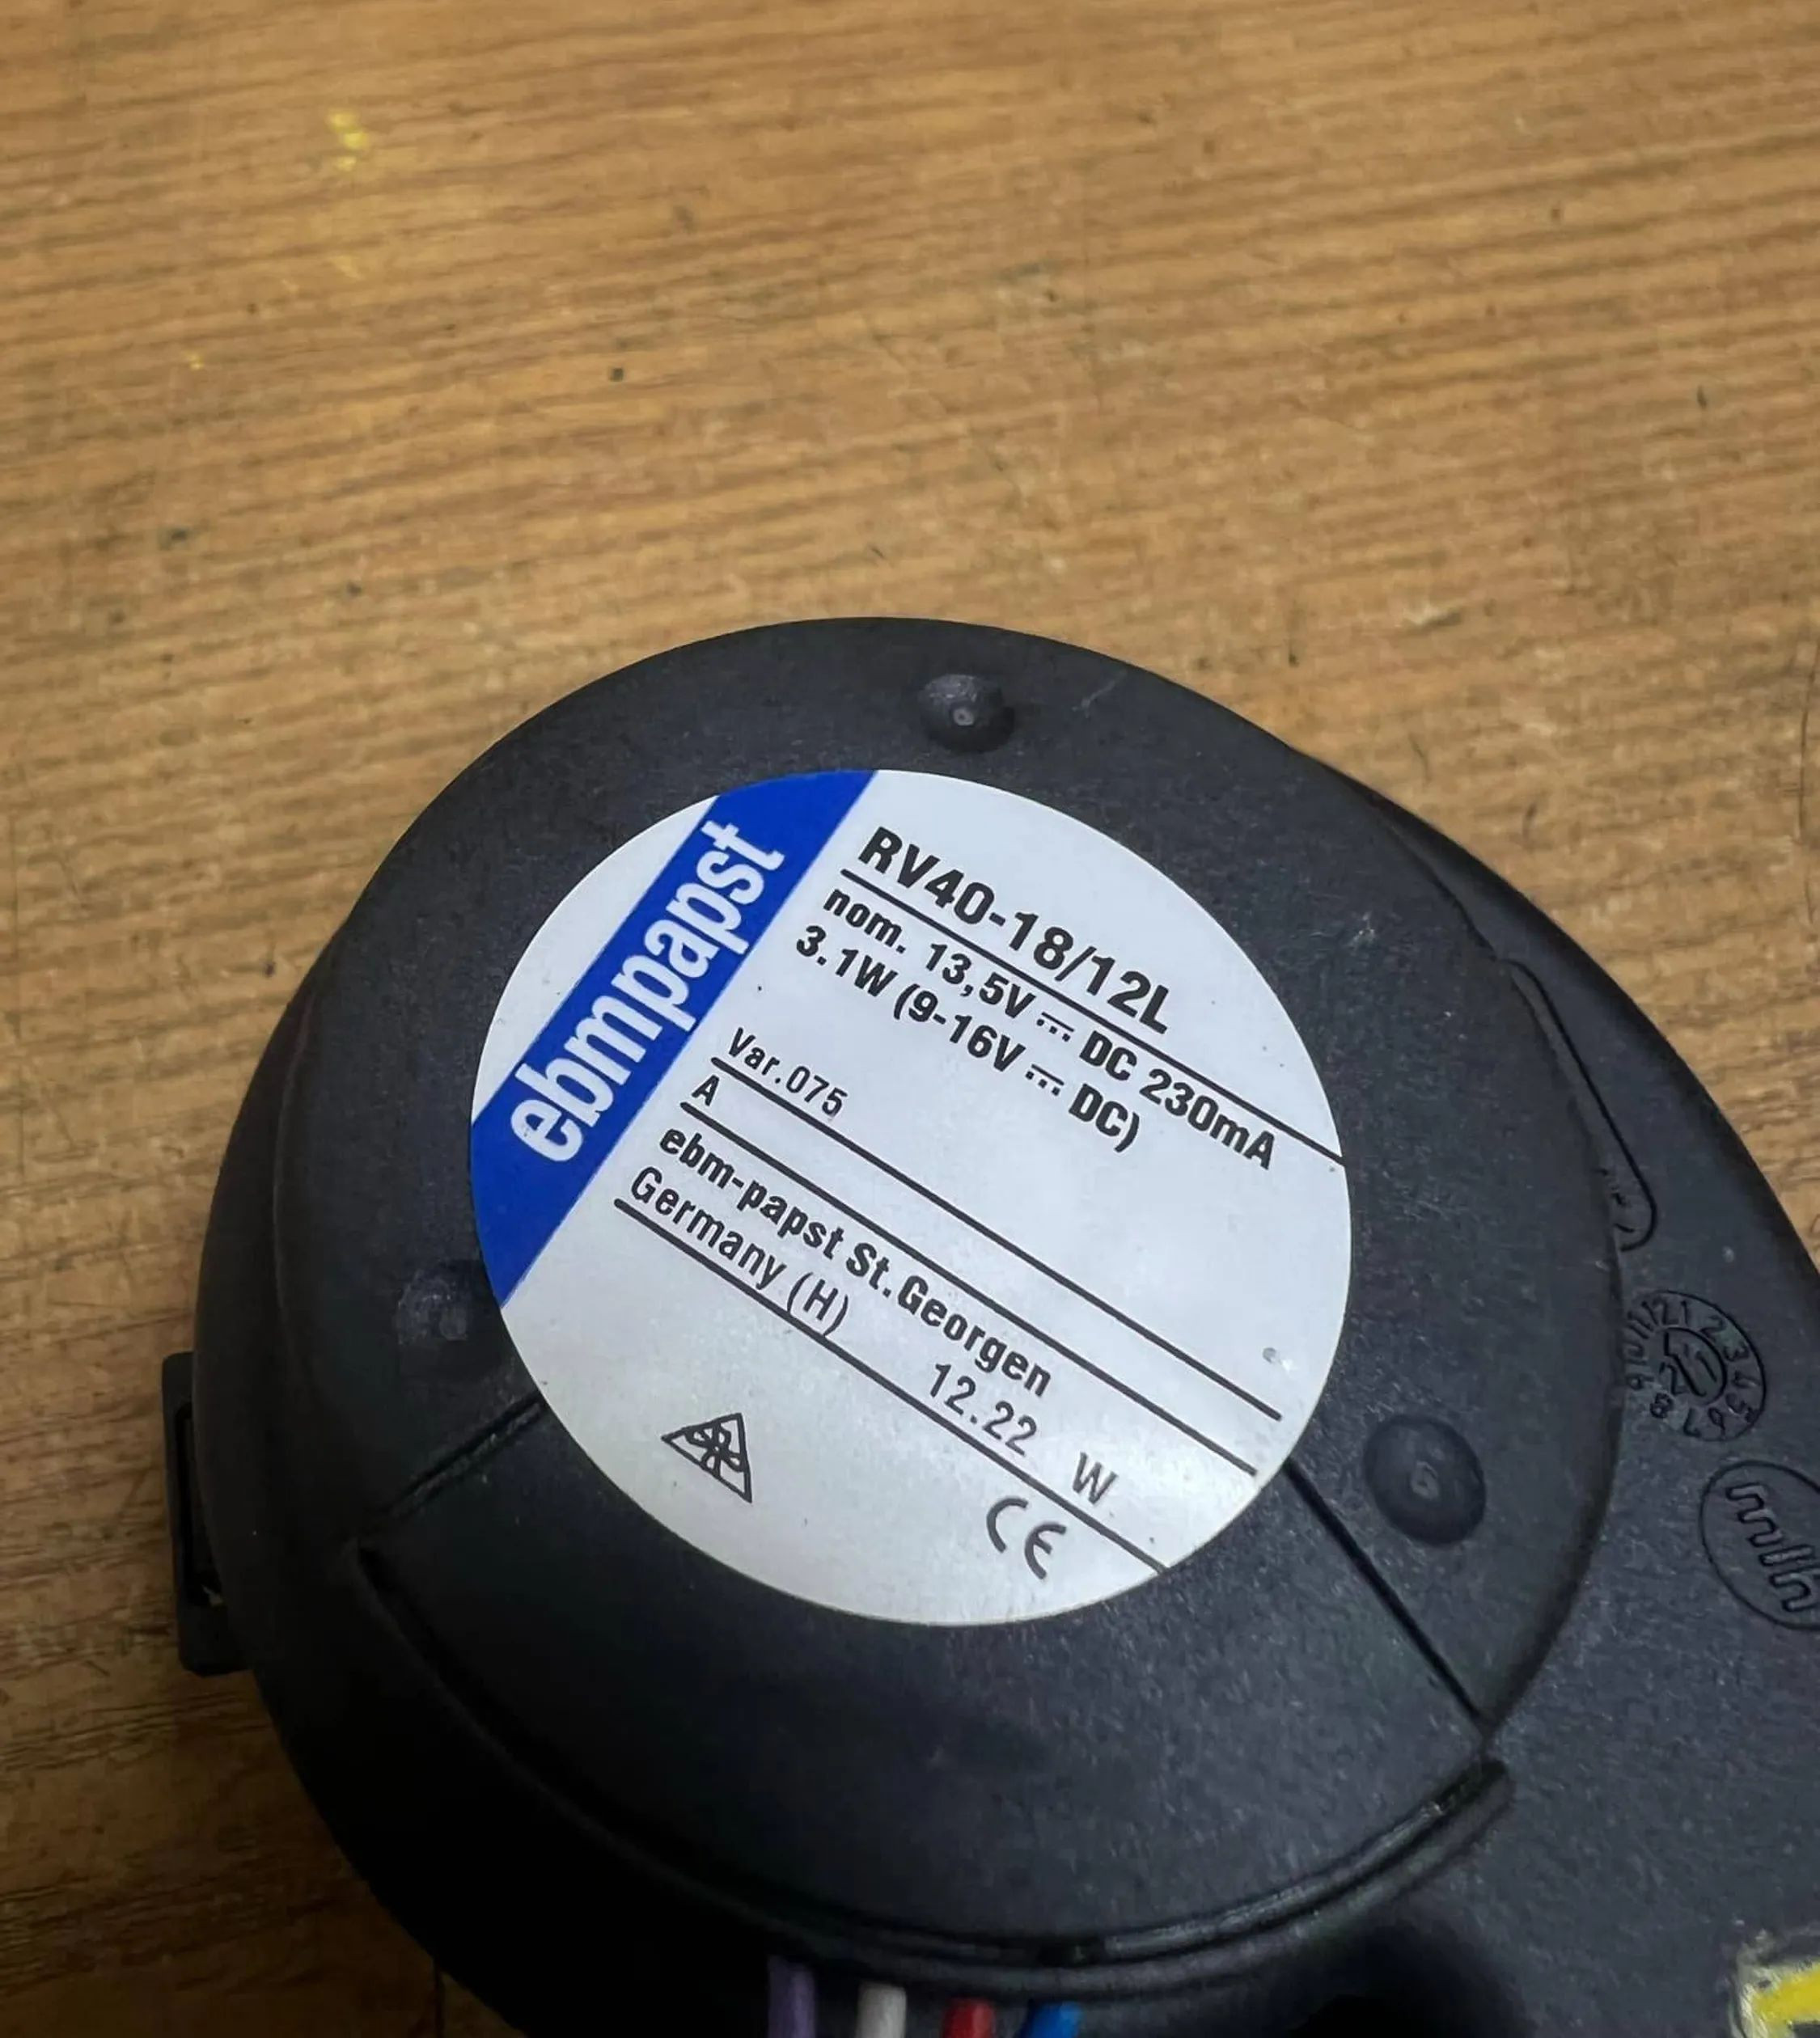 ebmpapst
RV40-18/12L
nom. 13,5V ⎓ DC 230mA
3.1W (9-16V ⎓ DC)
Var.075
A
ebm-papst St.Georgen
Germany (H) 12.22 W
CE